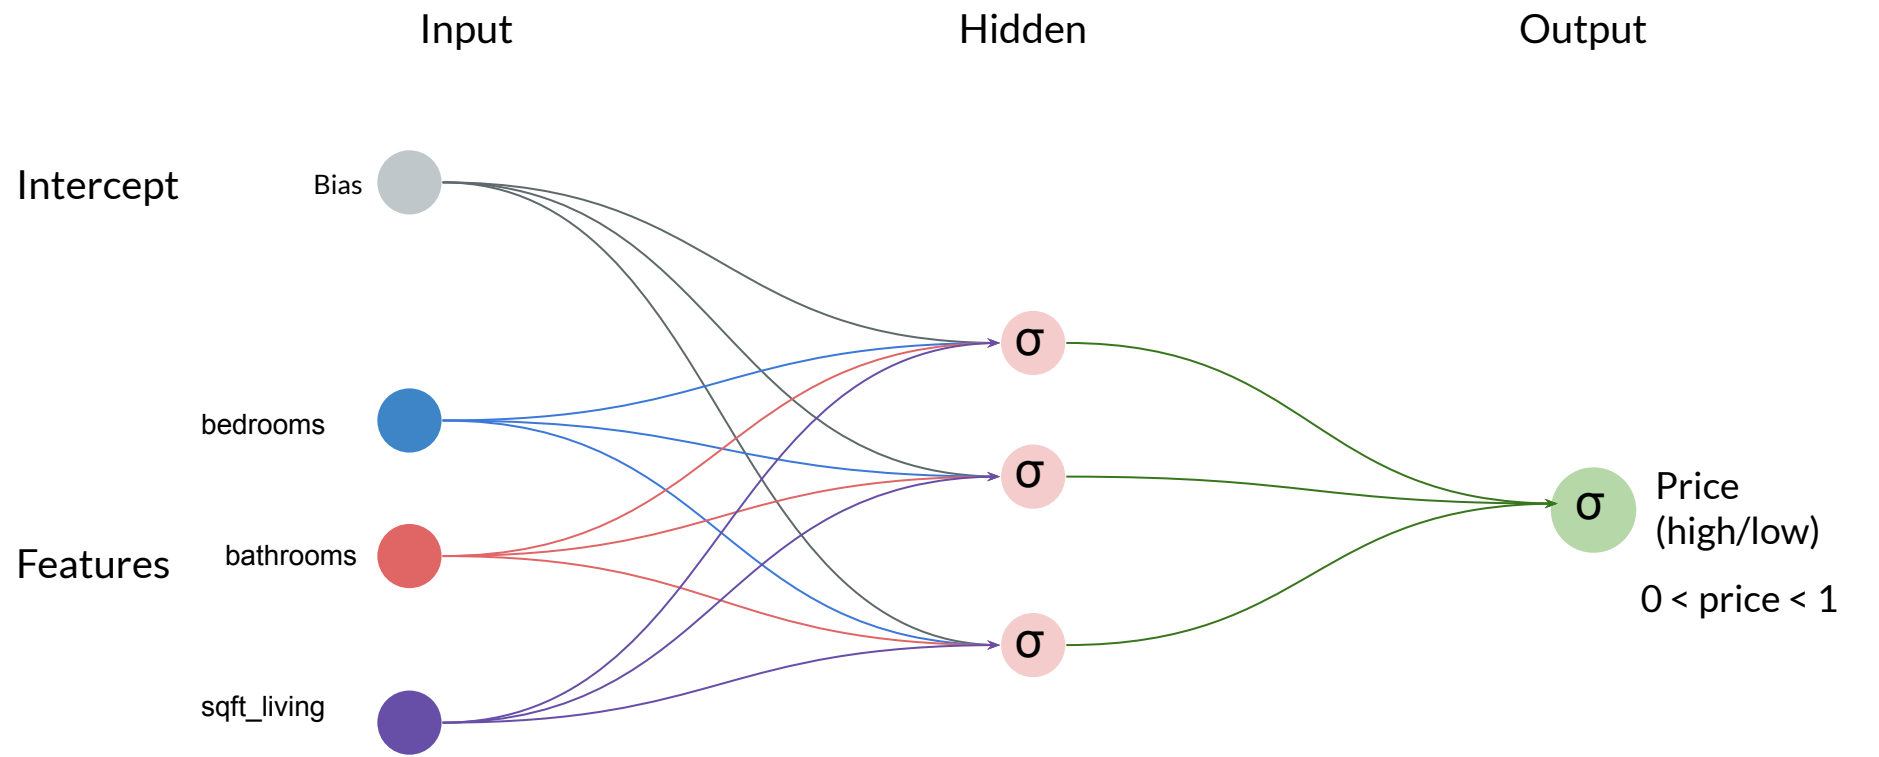 Input
Hidden
Output
Intercept
Bias
σ
bedrooms
σ
Price
(high/low)
σ
Features
bathrooms
0 < price < 1
σ
sqft_living